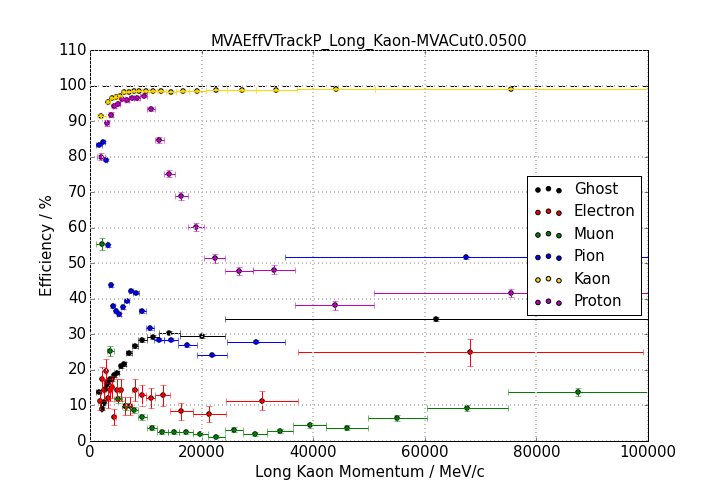 MVAEffVTrackP_Long_Kaon-MVACut0.0500
110
100
90
80
70
60
50
40
30
20
10
0
Efficiency / %
Ghost
Electron
Muon
Pion
Kaon
Proton
0 20000 40000 60000 80000 100000
Long Kaon Momentum / MeV/c